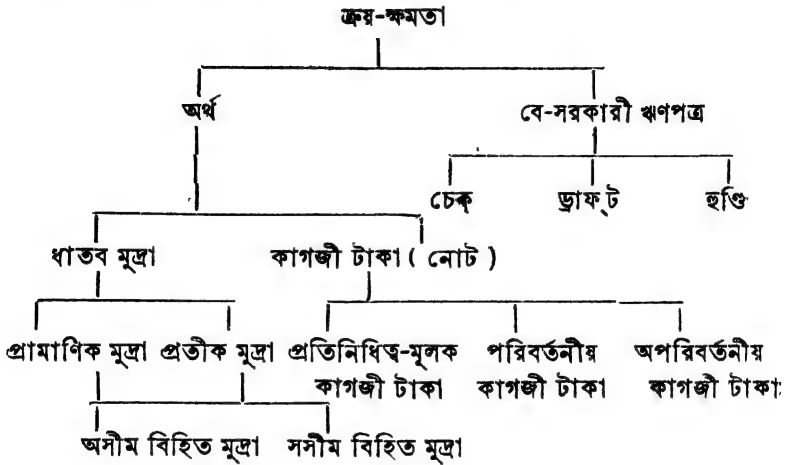 ক্রয়-ক্ষমতা
অর্থ বে-সরকারী ঋণপত্র
চেক্ ড্রাফ্‌ট হুণ্ডি
ধাতব মুদ্রা কাগজী টাকা ( নোট )
প্রামাণিক মুদ্রা প্রতীক মুদ্রা প্রতিনিধিত্ব-মূলক পরিবর্তনীয় অপরিবর্তনীয়
কাগজী টাকা কাগজী টাকা কাগজী টাকা
অসীম বিহিত মুদ্রা সসীম বিহিত মুদ্রা